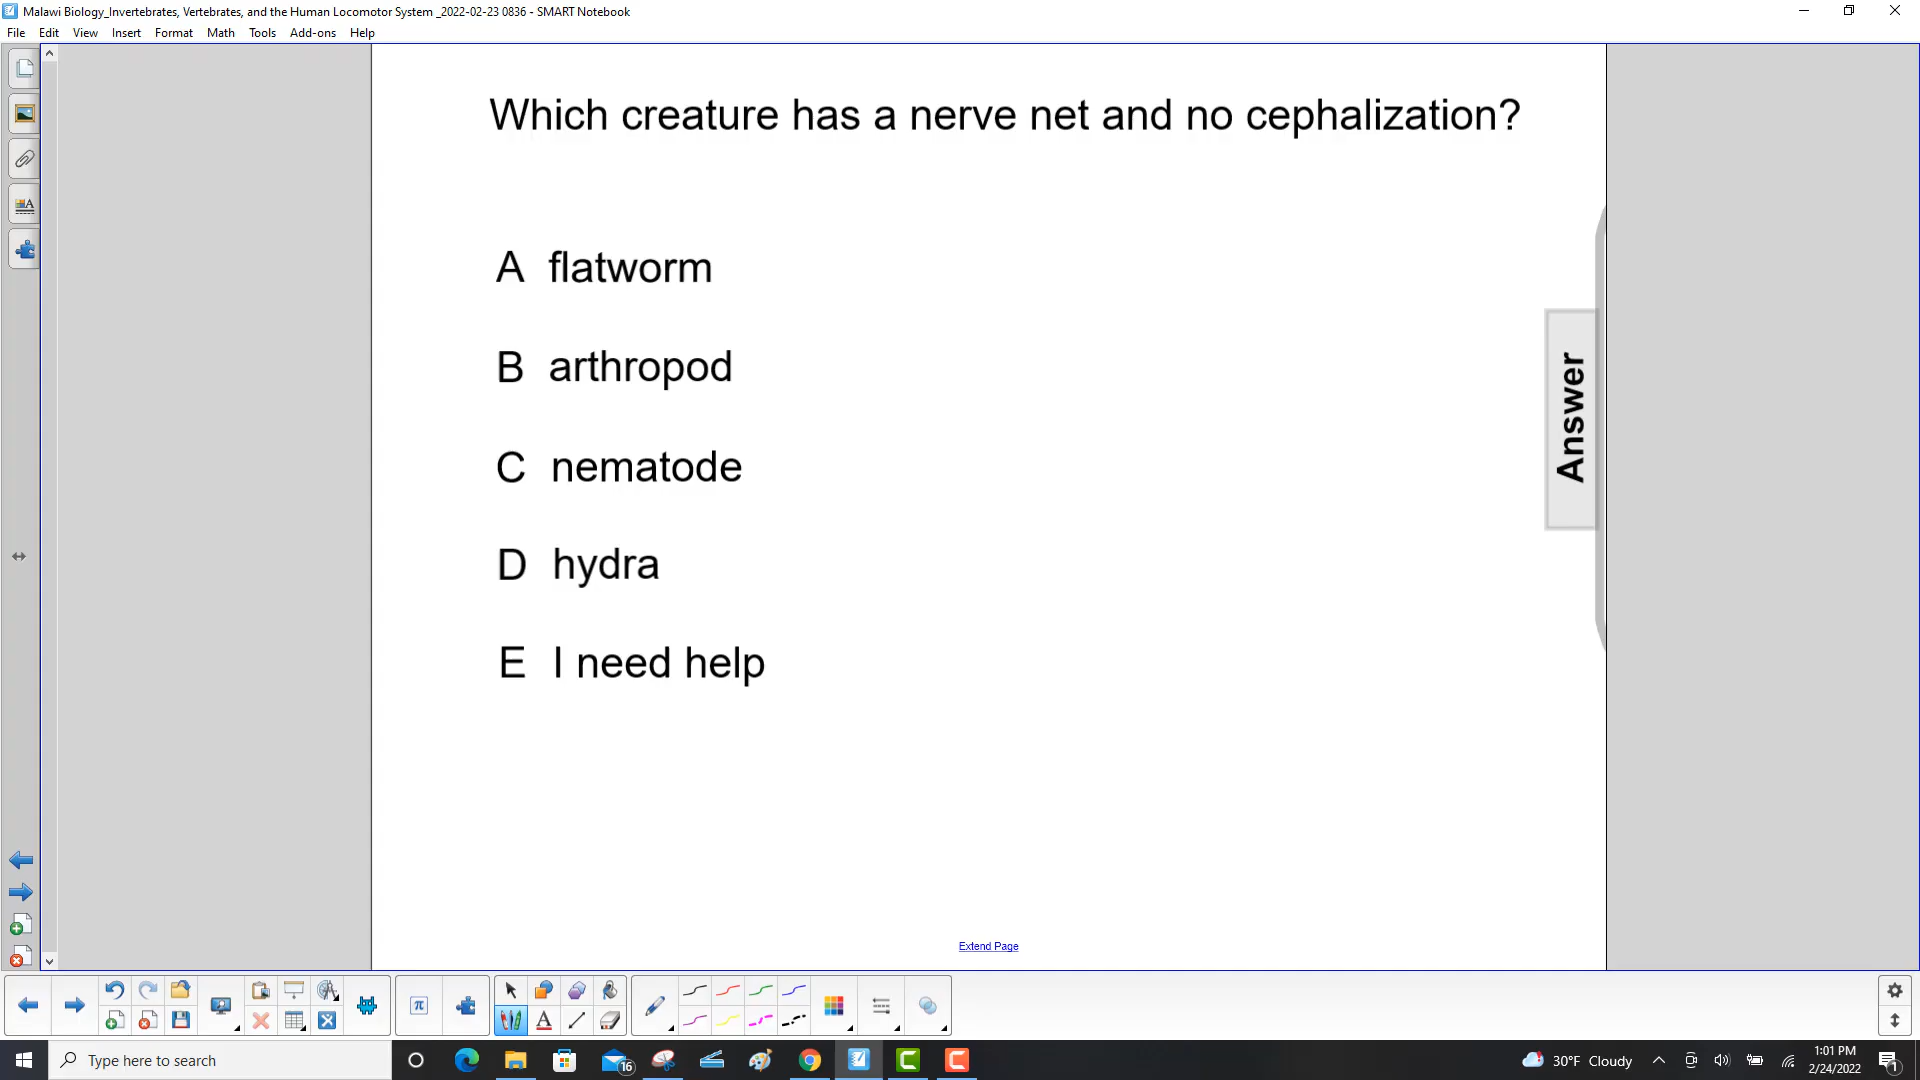 Malawi Biology_Invertebrates, Vertebrates, and the Human Locomotor System _2022-02-23 0836 - SMART Notebook
File Edit View Insert Format Math Tools Add-ons Help
Which creature has a nerve net and no cephalization?
A flatworm
B arthropod
C nematode
D hydra
E I need help
Answer
Extend Page
Type here to search
16
30°F Cloudy
1:01 PM
2/24/2022
1